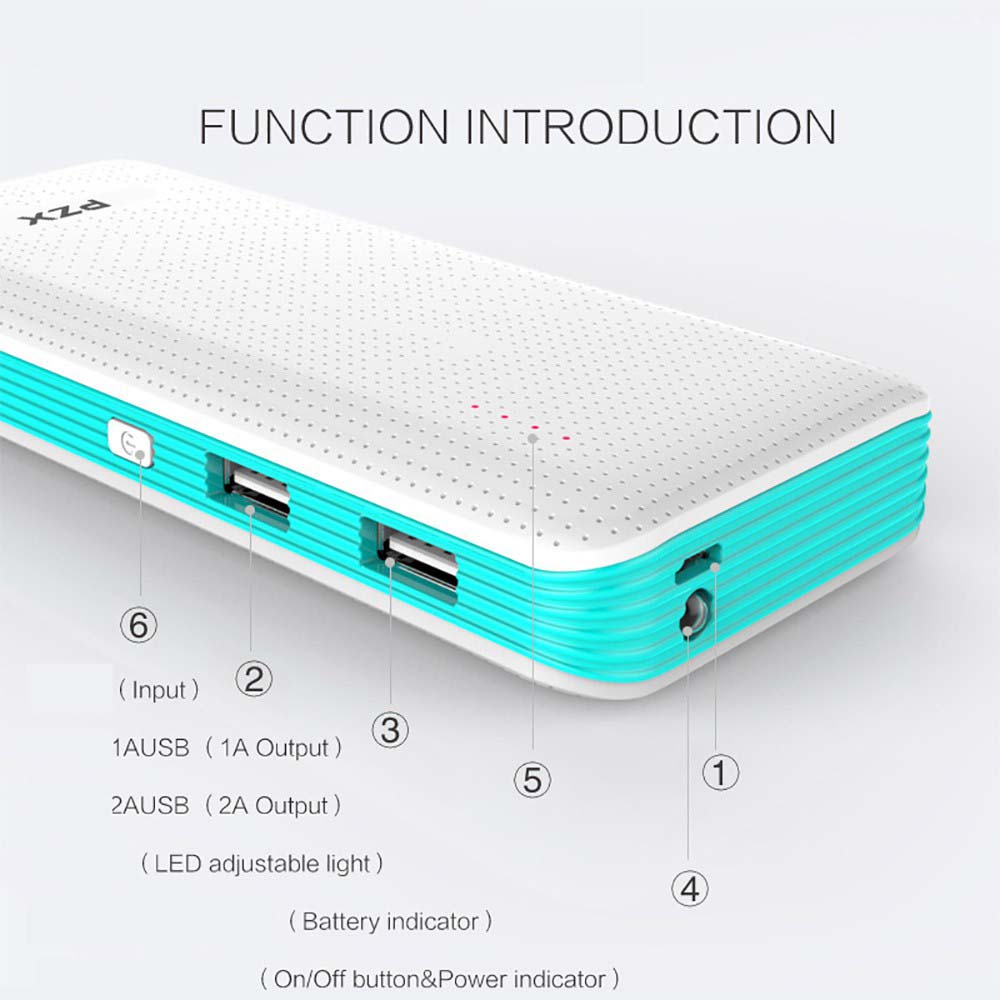 FUNCTION INTRODUCTION
pzx
6
( Input )
2
1AUSB ( 1A Output )
3
2AUSB ( 2A Output )
5
1
( LED adjustable light )
4
( Battery indicator )
( On/Off button&Power indicator )